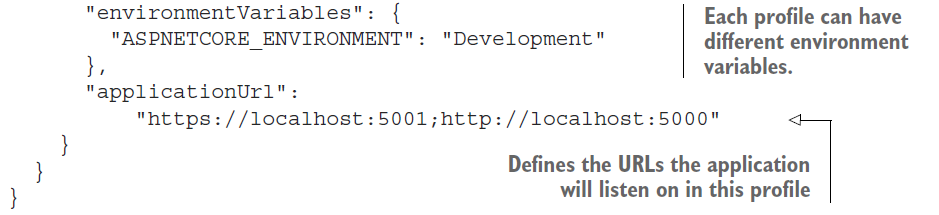 "environmentVariables": {
"ASPNETCORE_ENVIRONMENT": "Development"
},
"applicationUrl":
"https://localhost:5001;http://localhost:5000"
}
}
}
Each profile can have
different environment
variables.
Defines the URLs the application
will listen on in this profile